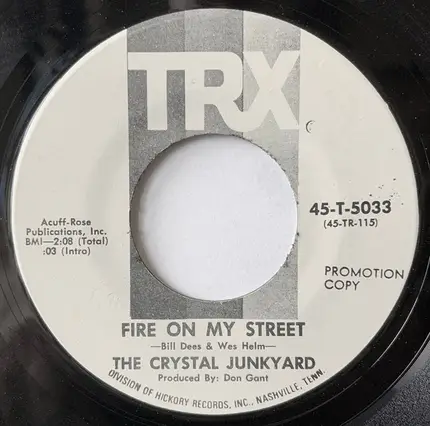 TRX
45-T-5033
(45-TR-115)
Acuff-Rose
Publications, Inc.
BMI—2:08 (Total)
:03 (Intro)
PROMOTION
COPY
FIRE ON MY STREET
—Bill Dees & Wes Helm—
THE CRYSTAL JUNKYARD
Produced By: Don Gant
DIVISION OF HICKORY RECORDS, INC., NASHVILLE, TENN.